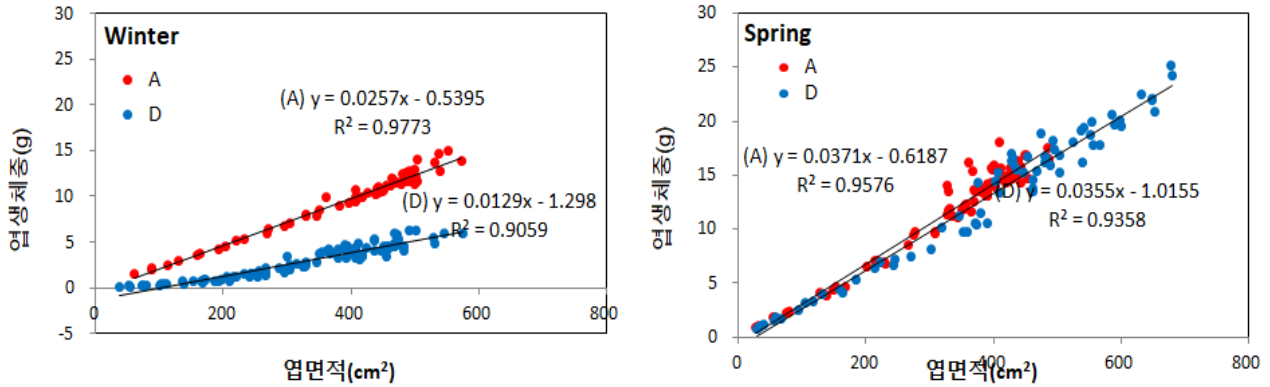 Winter
A
D
(A) y = 0.0257x - 0.5395
R² = 0.9773
(D) y = 0.0129x - 1.298
R² = 0.9059
30
25
20
15
10
5
0
-5
0
200
400
600
800
엽생체중(g)
엽면적(cm²)
Spring
A
D
(A) y = 0.0371x - 0.6187
R² = 0.9576
(D) y = 0.0355x - 1.0155
R² = 0.9358
30
25
20
15
10
5
0
0
200
400
600
800
엽생체중(g)
엽면적(cm²)